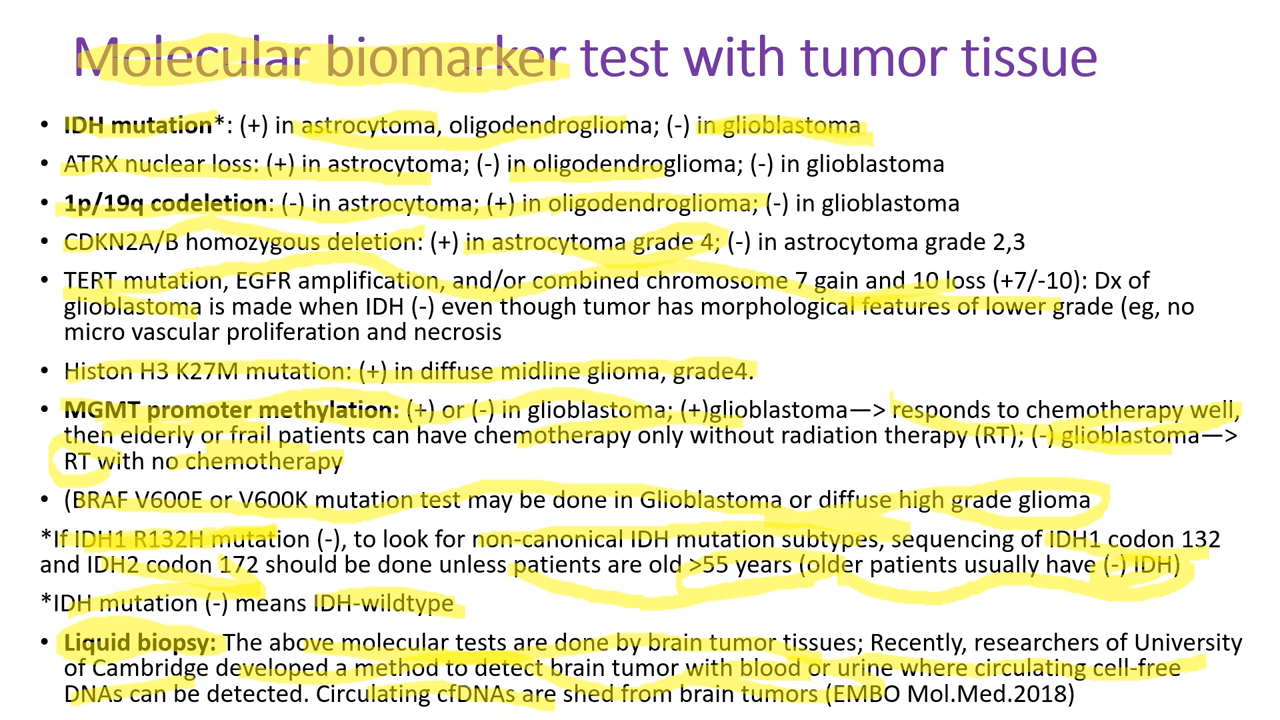 Molecular biomarker test with tumor tissue
• IDH mutation*: (+) in astrocytoma, oligodendroglioma; (-) in glioblastoma
• ATRX nuclear loss: (+) in astrocytoma; (-) in oligodendroglioma; (-) in glioblastoma
• 1p/19q codeletion: (-) in astrocytoma; (+) in oligodendroglioma; (-) in glioblastoma
• CDKN2A/B homozygous deletion: (+) in astrocytoma grade 4; (-) in astrocytoma grade 2,3
• TERT mutation, EGFR amplification, and/or combined chromosome 7 gain and 10 loss (+7/-10): Dx of
glioblastoma is made when IDH (-) even though tumor has morphological features of lower grade (eg, no
micro vascular proliferation and necrosis
• Histon H3 K27M mutation: (+) in diffuse midline glioma, grade4.
• MGMT promoter methylation: (+) or (-) in glioblastoma; (+)glioblastoma—> responds to chemotherapy well,
then elderly or frail patients can have chemotherapy only without radiation therapy (RT); (-) glioblastoma—>
RT with no chemotherapy
• (BRAF V600E or V600K mutation test may be done in Glioblastoma or diffuse high grade glioma
*If IDH1 R132H mutation (-), to look for non-canonical IDH mutation subtypes, sequencing of IDH1 codon 132
and IDH2 codon 172 should be done unless patients are old >55 years (older patients usually have (-) IDH)
*IDH mutation (-) means IDH-wildtype
• Liquid biopsy: The above molecular tests are done by brain tumor tissues; Recently, researchers of University
of Cambridge developed a method to detect brain tumor with blood or urine where circulating cell-free
DNAs can be detected. Circulating cfDNAs are shed from brain tumors (EMBO Mol.Med.2018)